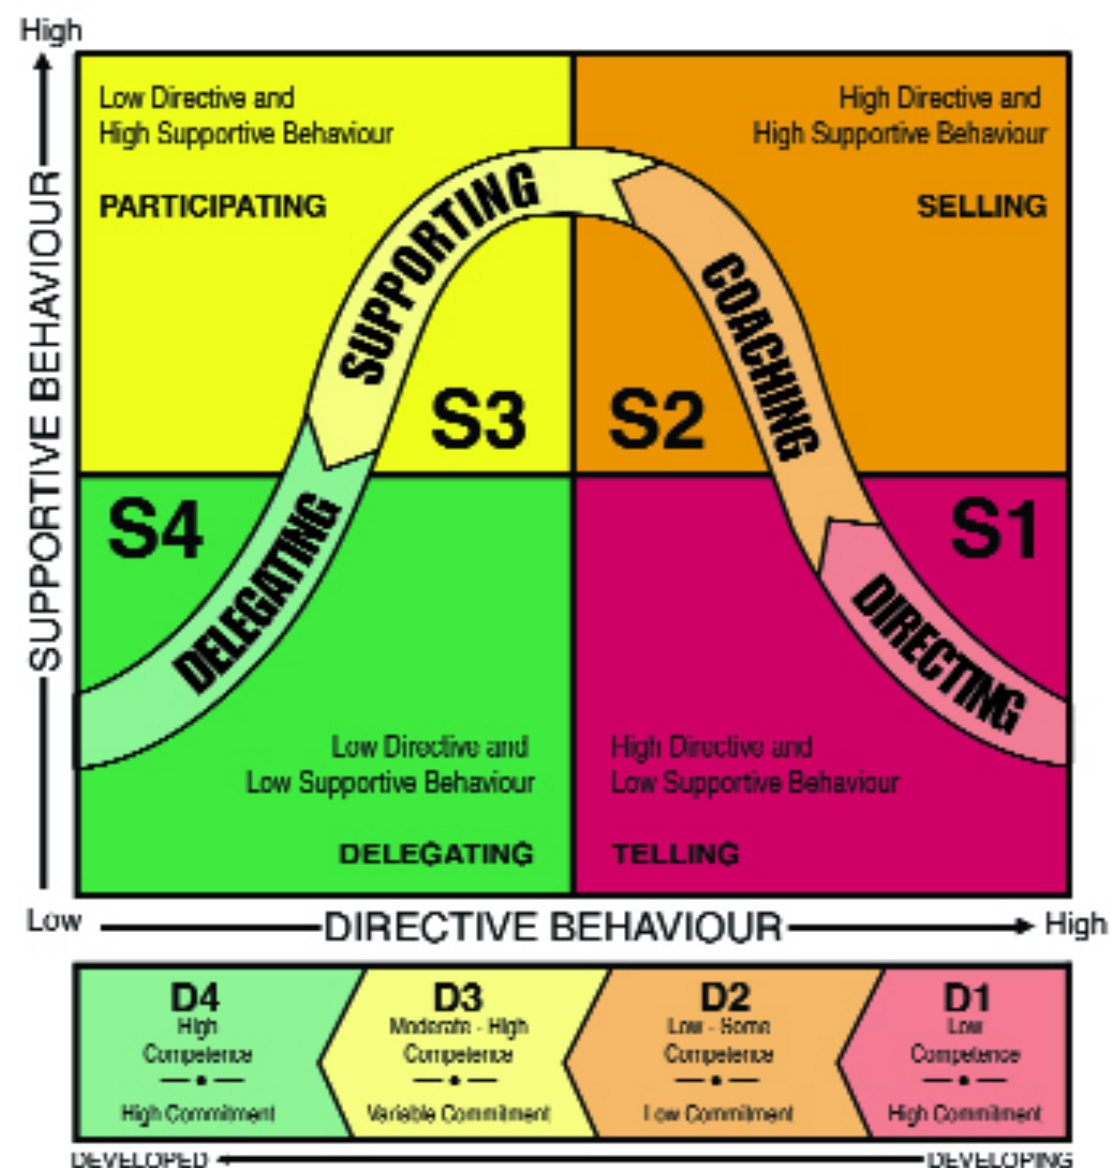 High
SUPPORTIVE BEHAVIOUR
Low Directive and
High Supportive Behaviour
PARTICIPATING
High Directive and
High Supportive Behaviour
SELLING
SUPPORTING
COACHING
S3
S2
S4
S1
DELEGATING
DIRECTING
Low Directive and
Low Supportive Behaviour
DELEGATING
High Directive and
Low Supportive Behaviour
TELLING
Low
DIRECTIVE BEHAVIOUR
High
D4
High
Competence
High Commitment
D3
Moderate - High
Competence
Variable Commitment
D2
Low - Some
Competence
Low Commitment
D1
Low
Competence
High Commitment
DEVELOPED
DEVELOPING